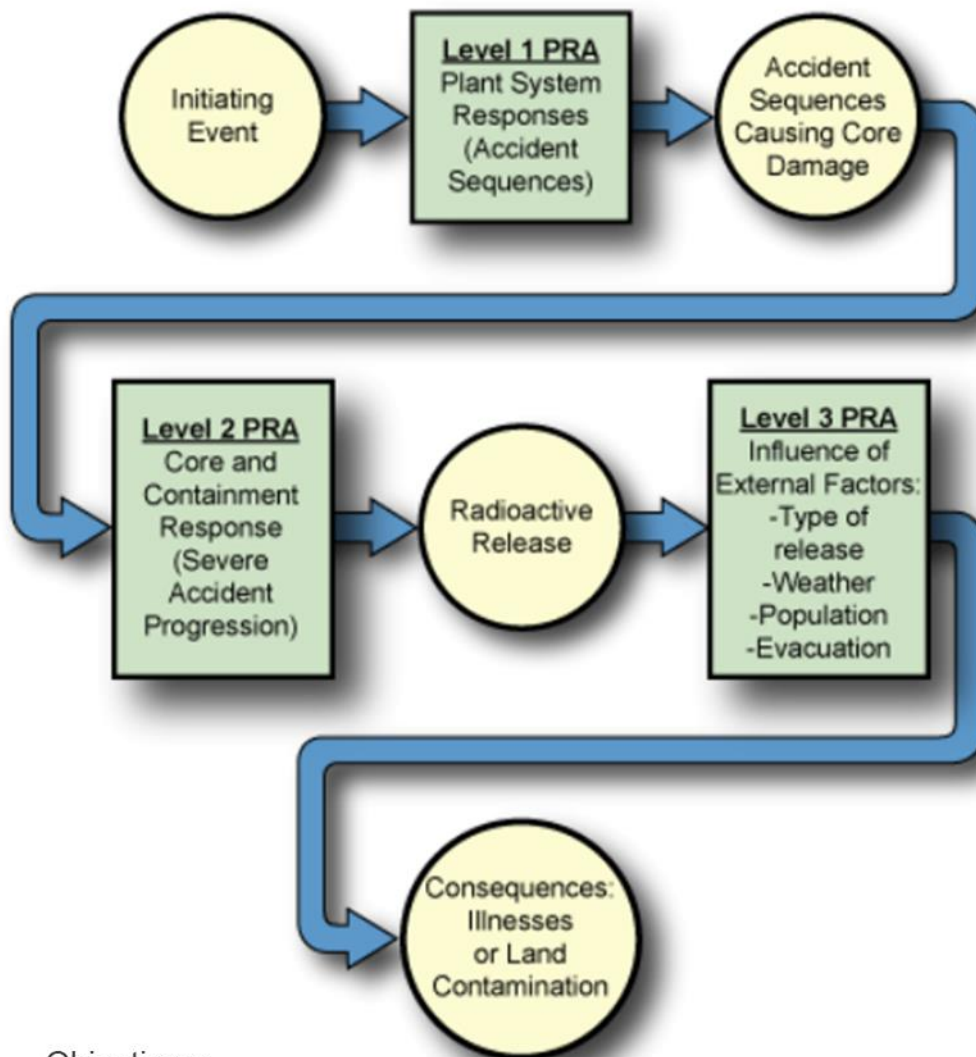 Initiating
Event
Level 1 PRA
Plant System
Responses
(Accident
Sequences)
Accident
Sequences
Causing Core
Damage
Level 2 PRA
Core and
Containment
Response
(Severe
Accident
Progression)
Radioactive
Release
Level 3 PRA
Influence of
External Factors:
-Type of
release
-Weather
-Population
-Evacuation
Consequences:
Illnesses
or Land
Contamination